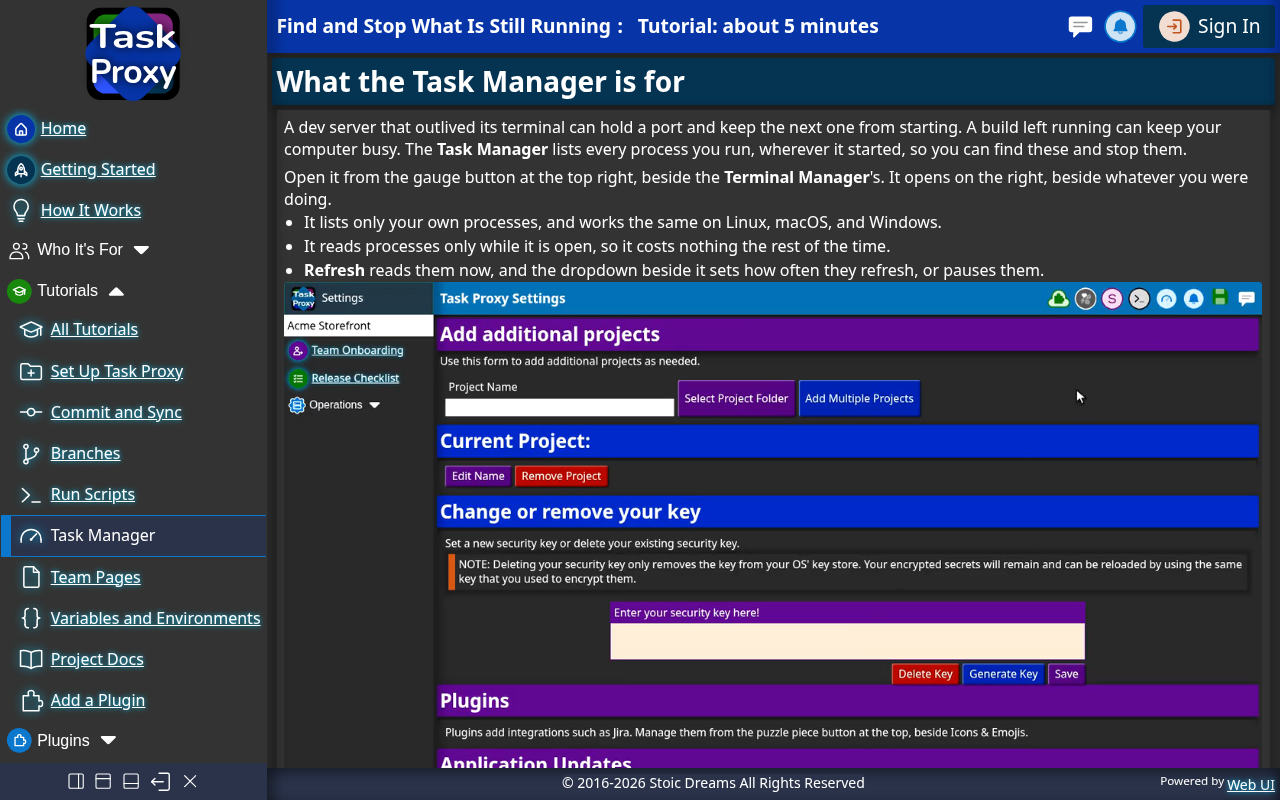 Task
Proxy
Home
Getting Started
How It Works
Who It's For
Tutorials
All Tutorials
Set Up Task Proxy
Commit and Sync
Branches
Run Scripts
Task Manager
Team Pages
Variables and Environments
Project Docs
Add a Plugin
Plugins
Find and Stop What Is Still Running : Tutorial: about 5 minutes
Sign In
What the Task Manager is for
A dev server that outlived its terminal can hold a port and keep the next one from starting. A build left running can keep your
computer busy. The Task Manager lists every process you run, wherever it started, so you can find these and stop them.
Open it from the gauge button at the top right, beside the Terminal Manager's. It opens on the right, beside whatever you were
doing.
• It lists only your own processes, and works the same on Linux, macOS, and Windows.
• It reads processes only while it is open, so it costs nothing the rest of the time.
• Refresh reads them now, and the dropdown beside it sets how often they refresh, or pauses them.
Task
Proxy
Settings
Task Proxy Settings
S
Acme Storefront
Team Onboarding
Release Checklist
Operations
Add additional projects
Use this form to add additional projects as needed.
Project Name
Select Project Folder
Add Multiple Projects
Current Project:
Edit Name
Remove Project
Change or remove your key
Set a new security key or delete your existing security key.
NOTE: Deleting your security key only removes the key from your OS' key store. Your encrypted secrets will remain and can be reloaded by using the same
key that you used to encrypt them.
Enter your security key here!
Delete Key
Generate Key
Save
Plugins
Plugins add integrations such as Jira. Manage them from the puzzle piece button at the top, beside Icons & Emojis.
Application Updates
© 2016-2026 Stoic Dreams All Rights Reserved
Powered by Web UI